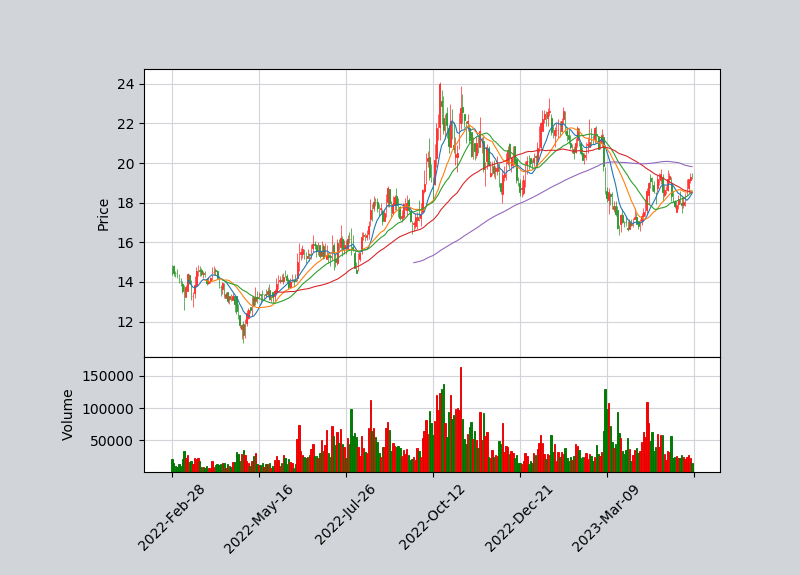 24
22
20
18
16
14
12
Price
150000
100000
50000
Volume
2022-Feb-28
2022-May-16
2022-Jul-26
2022-Oct-12
2022-Dec-21
2023-Mar-09